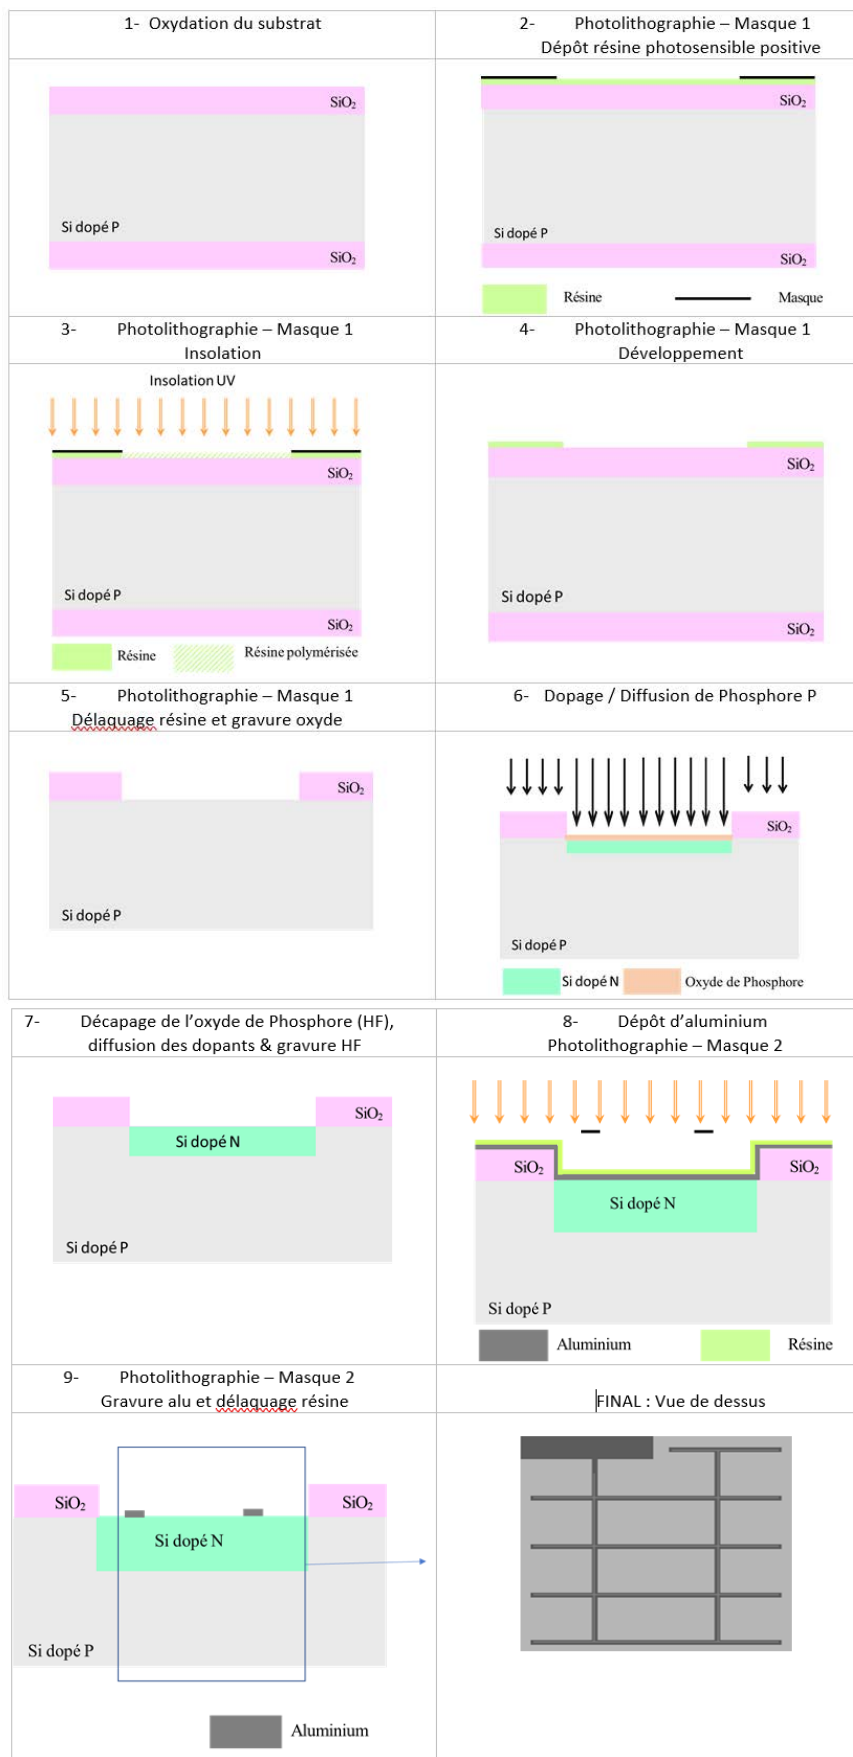 1- Oxydation du substrat
SiO₂
Si dopé P
SiO₂
2- Photolithographie – Masque 1
Dépôt résine photosensible positive
SiO₂
Si dopé P
SiO₂
Résine
Masque
3- Photolithographie – Masque 1
Insolation
Insolation UV
SiO₂
Si dopé P
SiO₂
Résine
Résine polymérisée
4- Photolithographie – Masque 1
Développement
SiO₂
Si dopé P
SiO₂
5- Photolithographie – Masque 1
Délaquage résine et gravure oxyde
SiO₂
Si dopé P
6- Dopage / Diffusion de Phosphore P
SiO₂
Si dopé P
Si dopé N
Oxyde de Phosphore
7- Décapage de l’oxyde de Phosphore (HF),
diffusion des dopants & gravure HF
SiO₂
Si dopé N
Si dopé P
8- Dépôt d’aluminium
Photolithographie – Masque 2
SiO₂
SiO₂
Si dopé N
Si dopé P
Aluminium
Résine
9- Photolithographie – Masque 2
Gravure alu et délaquage résine
SiO₂
SiO₂
Si dopé N
Si dopé P
Aluminium
FINAL : Vue de dessus